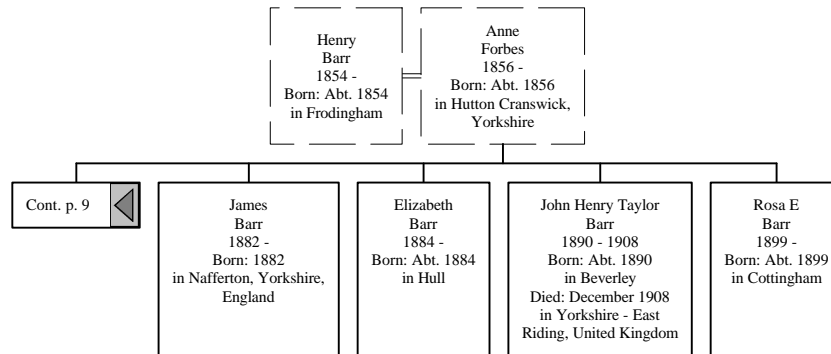 Henry
Barr
1854 -
Born: Abt. 1854
in Frodingham
Anne
Forbes
1856 -
Born: Abt. 1856
in Hutton Cranswick,
Yorkshire
Cont. p. 9
James
Barr
1882 -
Born: 1882
in Nafferton, Yorkshire,
England
Elizabeth
Barr
1884 -
Born: Abt. 1884
in Hull
John Henry Taylor
Barr
1890 - 1908
Born: Abt. 1890
in Beverley
Died: December 1908
in Yorkshire - East
Riding, United Kingdom
Rosa E
Barr
1899 -
Born: Abt. 1899
in Cottingham